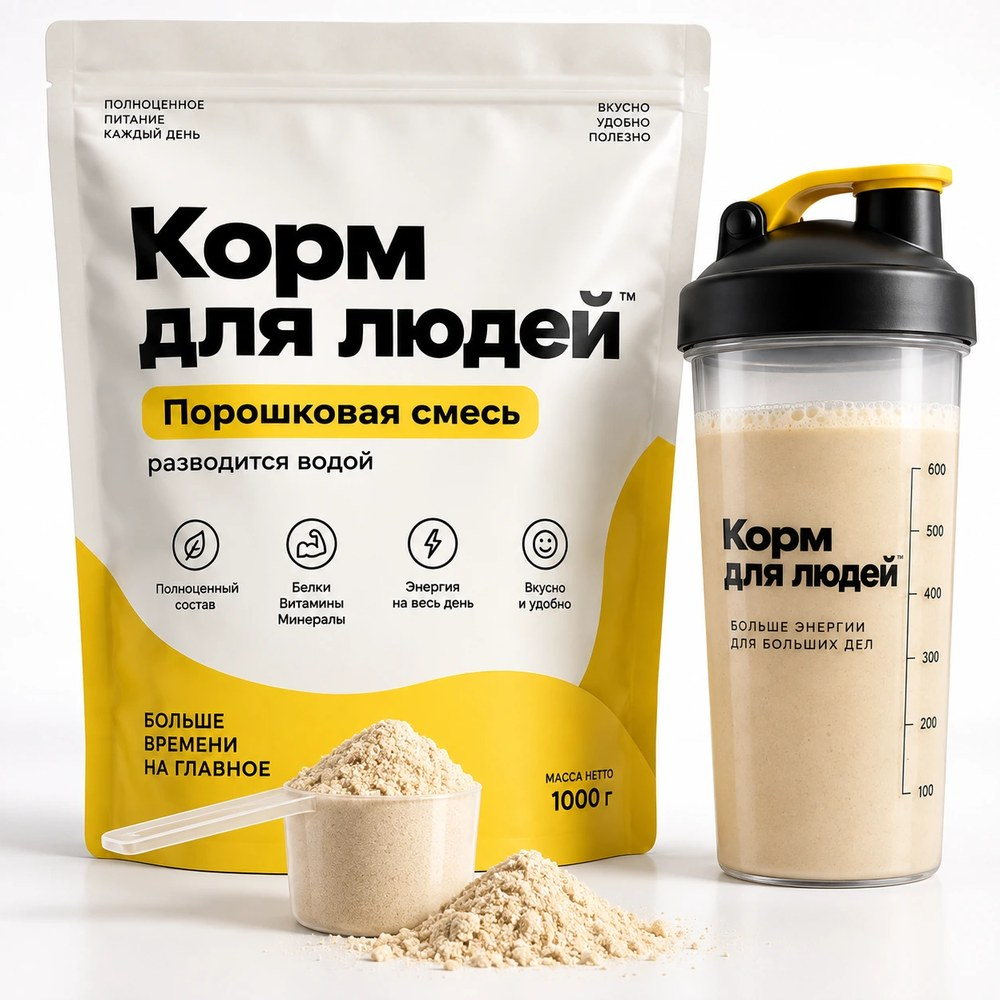 ПОЛНОЦЕННОЕ
ПИТАНИЕ
КАЖДЫЙ ДЕНЬ
ВКУСНО
УДОБНО
ПОЛЕЗНО
Корм
для людей™
Порошковая смесь
разводится водой
Полноценный
состав
Белки
Витамины
Минералы
Энергия
на весь день
Вкусно
и удобно
БОЛЬШЕ
ВРЕМЕНИ
НА ГЛАВНОЕ
МАССА НЕТТО
1000 г
Корм
для людей™
БОЛЬШЕ ЭНЕРГИИ
ДЛЯ БОЛЬШИХ ДЕЛ
600
500
400
300
200
100